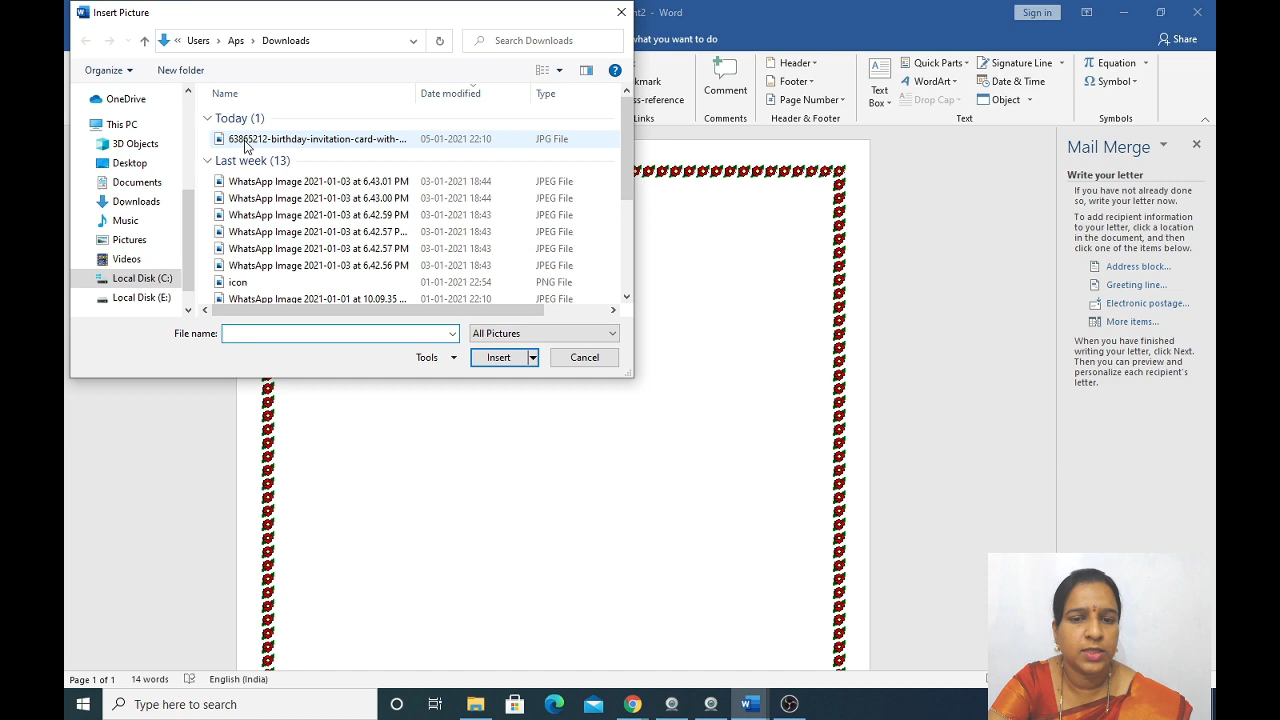 Insert Picture
nt2 - Word
Sign in
Users
Aps
Downloads
Search Downloads
what you want to do
Share
Organize
New folder
mark
s-reference
Links
Comment
Comments
Header
Footer
Page Number
Header & Footer
Text
Box
Quick Parts
WordArt
Drop Cap
Signature Line
Date & Time
Object
Text
Equation
Symbol
Symbols
OneDrive
This PC
3D Objects
Desktop
Documents
Downloads
Music
Pictures
Videos
Local Disk (C:)
Local Disk (E:)
Name
Date modified
Type
Today (1)
63865212-birthday-invitation-card-with-... 05-01-2021 22:10 JPG File
Last week (13)
WhatsApp Image 2021-01-03 at 6.43.01 PM 03-01-2021 18:44 JPEG File
WhatsApp Image 2021-01-03 at 6.43.00 PM 03-01-2021 18:44 JPEG File
WhatsApp Image 2021-01-03 at 6.42.59 PM 03-01-2021 18:43 JPEG File
WhatsApp Image 2021-01-03 at 6.42.57 P... 03-01-2021 18:43 JPEG File
WhatsApp Image 2021-01-03 at 6.42.57 PM 03-01-2021 18:43 JPEG File
WhatsApp Image 2021-01-03 at 6.42.56 PM 03-01-2021 18:43 JPEG File
icon 01-01-2021 22:54 PNG File
WhatsApp Image 2021-01-01 at 10.09.35 ... 01-01-2021 22:10 JPEG File
File name:
All Pictures
Tools
Insert
Cancel
Mail Merge
Write your letter
If you have not already done
so, write your letter now.
To add recipient information
to your letter, click a location
in the document, and then
click one of the items below.
Address block...
Greeting line...
Electronic postage...
More items...
When you have finished
writing your letter, click Next.
Then you can preview and
personalize each recipient's
letter.
Page 1 of 1
14 words
English (India)
Type here to search